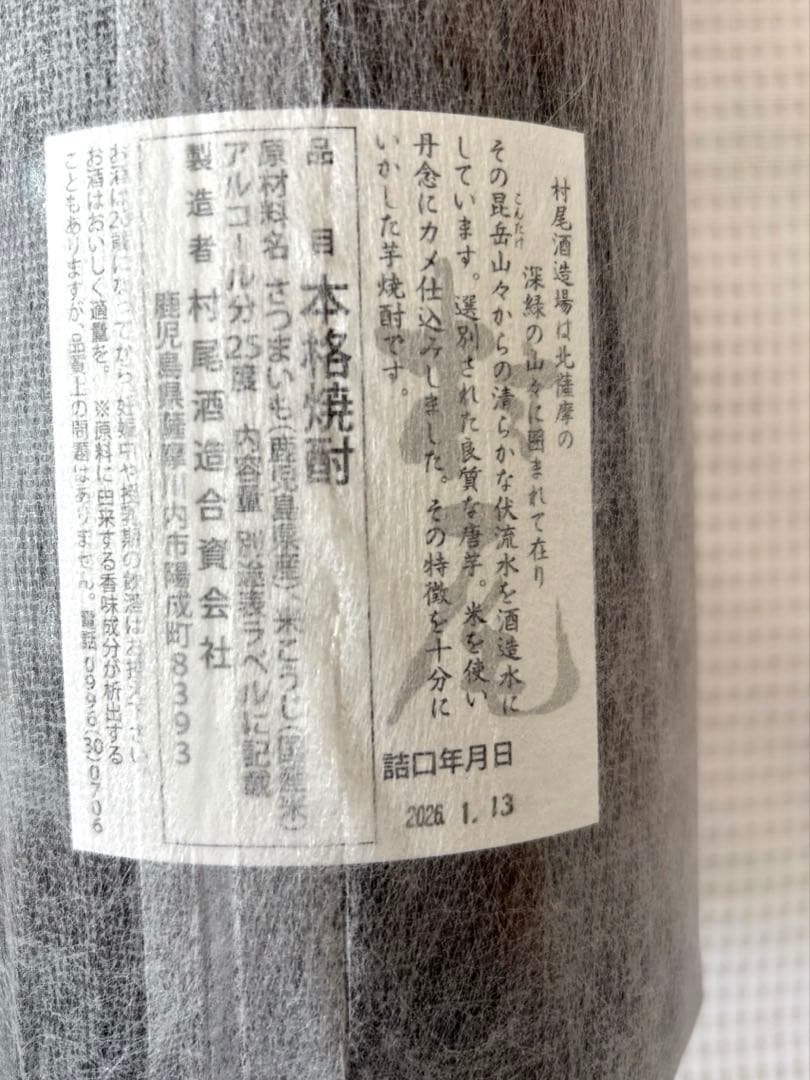 村尾酒造場は北薩摩の
深緑の山々に囲まれて在り
こんたけ
その昆岳山々からの清らかな伏流水を酒造水に
しています。選別された良質な唐芋。米を使い
丹念にカメ仕込みしました。その特徴を十分に
いかした芋焼酎です。
村尾
詰口年月日
2026. 1. 13
品目 本格焼酎
原材料名 さつまいも(鹿児島県産)、米こうじ(国産米)
アルコール分25度 内容量 別途表ラベルに記載
製造者 村尾酒造合資会社
鹿児島県薩摩川内市陽成町8393
お酒は20歳になってから。妊娠中や授乳期の飲酒はお控え下さい
お酒はおいしく適量を。 ※原料に由来する香味成分が析出する
こともありますが、品質上の問題はありません。電話0996(30)0706